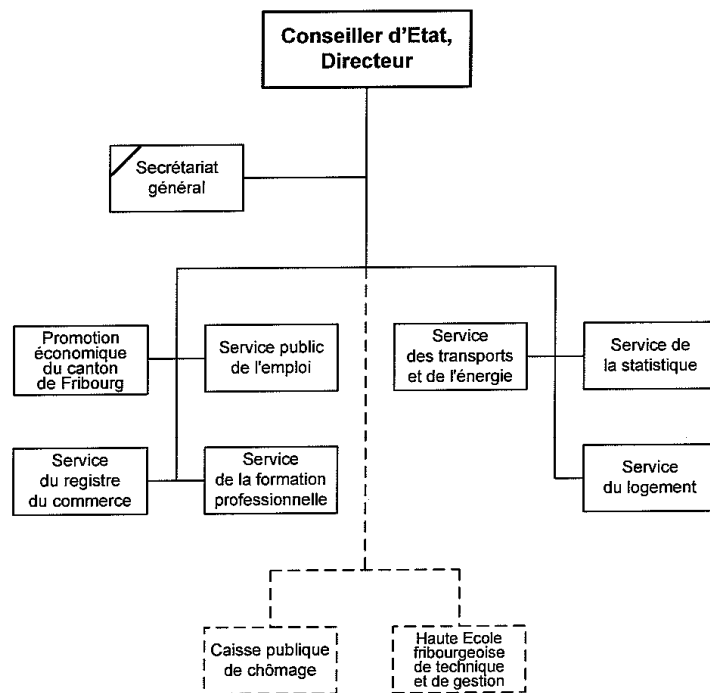 Conseiller d'Etat,
Directeur
Secrétariat
général
Promotion
économique
du canton
de Fribourg
Service public
de l'emploi
Service
des transports
et de l'énergie
Service de
la statistique
Service
du registre
du commerce
Service
de la formation
professionnelle
Service
du logement
Caisse publique
de chômage
Haute Ecole
fribourgeoise
de technique
et de gestion